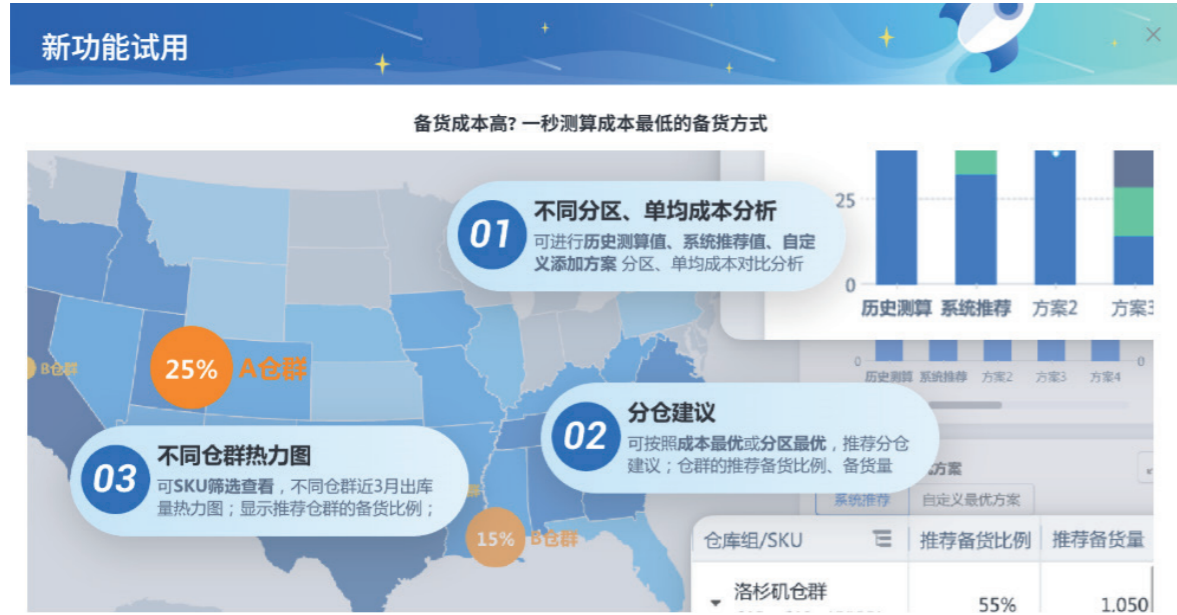 新功能试用
备货成本高? 一秒测算成本最低的备货方式
01
不同分区、单均成本分析
可进行历史测算值、系统推荐值、自定
义添加方案 分区、单均成本对比分析
25
0
历史测算 系统推荐 方案2 方案3
B仓群
25% A仓群
0
0
历史测算 系统推荐 方案2 方案3 方案4
02
分仓建议
可按照成本最优或分区最优，推荐分仓
建议；仓群的推荐备货比例、备货量
03
不同仓群热力图
可SKU筛选查看，不同仓群近3月出库
量热力图；显示推荐仓群的备货比例；
方案
系统推荐 自定义最优方案
15% B仓群
仓库组/SKU 推荐备货比例 推荐备货量
洛杉矶仓群 55% 1.050